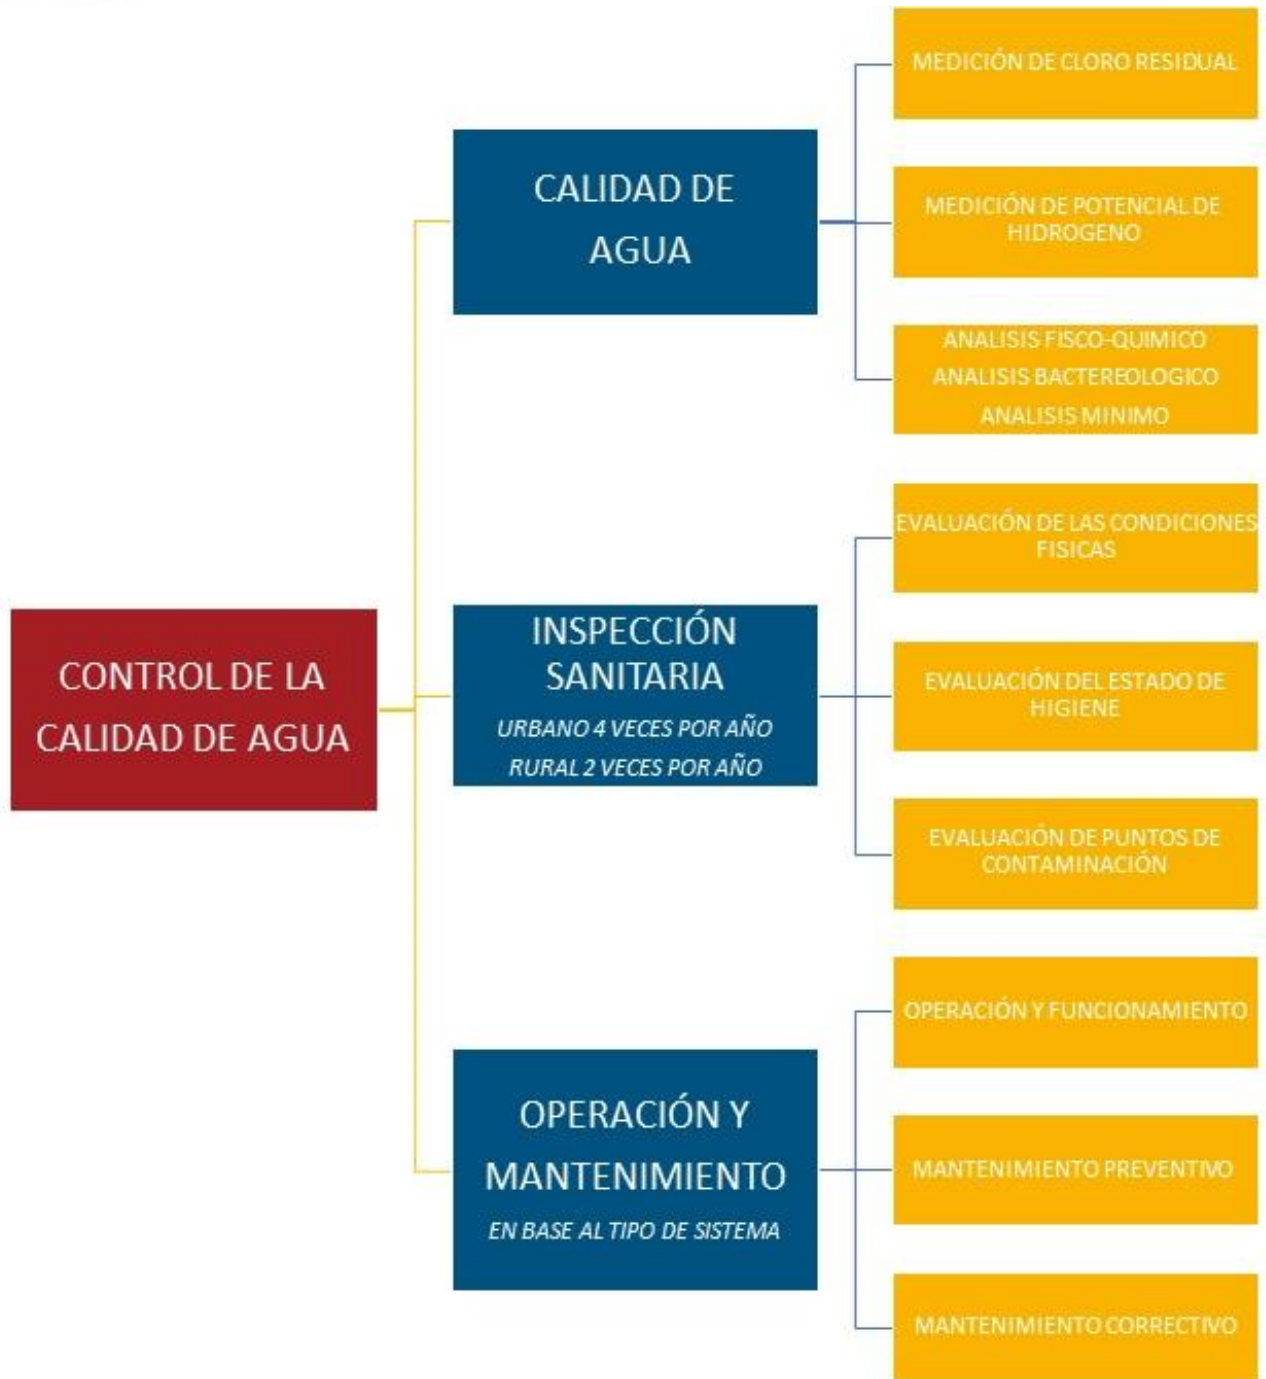 CONTROL DE LA
CALIDAD DE AGUA
CALIDAD DE
AGUA
MEDICIÓN DE CLORO RESIDUAL
MEDICIÓN DE POTENCIAL DE
HIDROGENO
ANALISIS FISCO-QUIMICO
ANALISIS BACTEREOLOGICO
ANALISIS MINIMO
INSPECCIÓN
SANITARIA
URBANO 4 VECES POR AÑO
RURAL 2 VECES POR AÑO
EVALUACIÓN DE LAS CONDICIONES
FISICAS
EVALUACIÓN DEL ESTADO DE
HIGIENE
EVALUACIÓN DE PUNTOS DE
CONTAMINACIÓN
OPERACIÓN Y
MANTENIMIENTO
EN BASE AL TIPO DE SISTEMA
OPERACIÓN Y FUNCIONAMIENTO
MANTENIMIENTO PREVENTIVO
MANTENIMIENTO CORRECTIVO